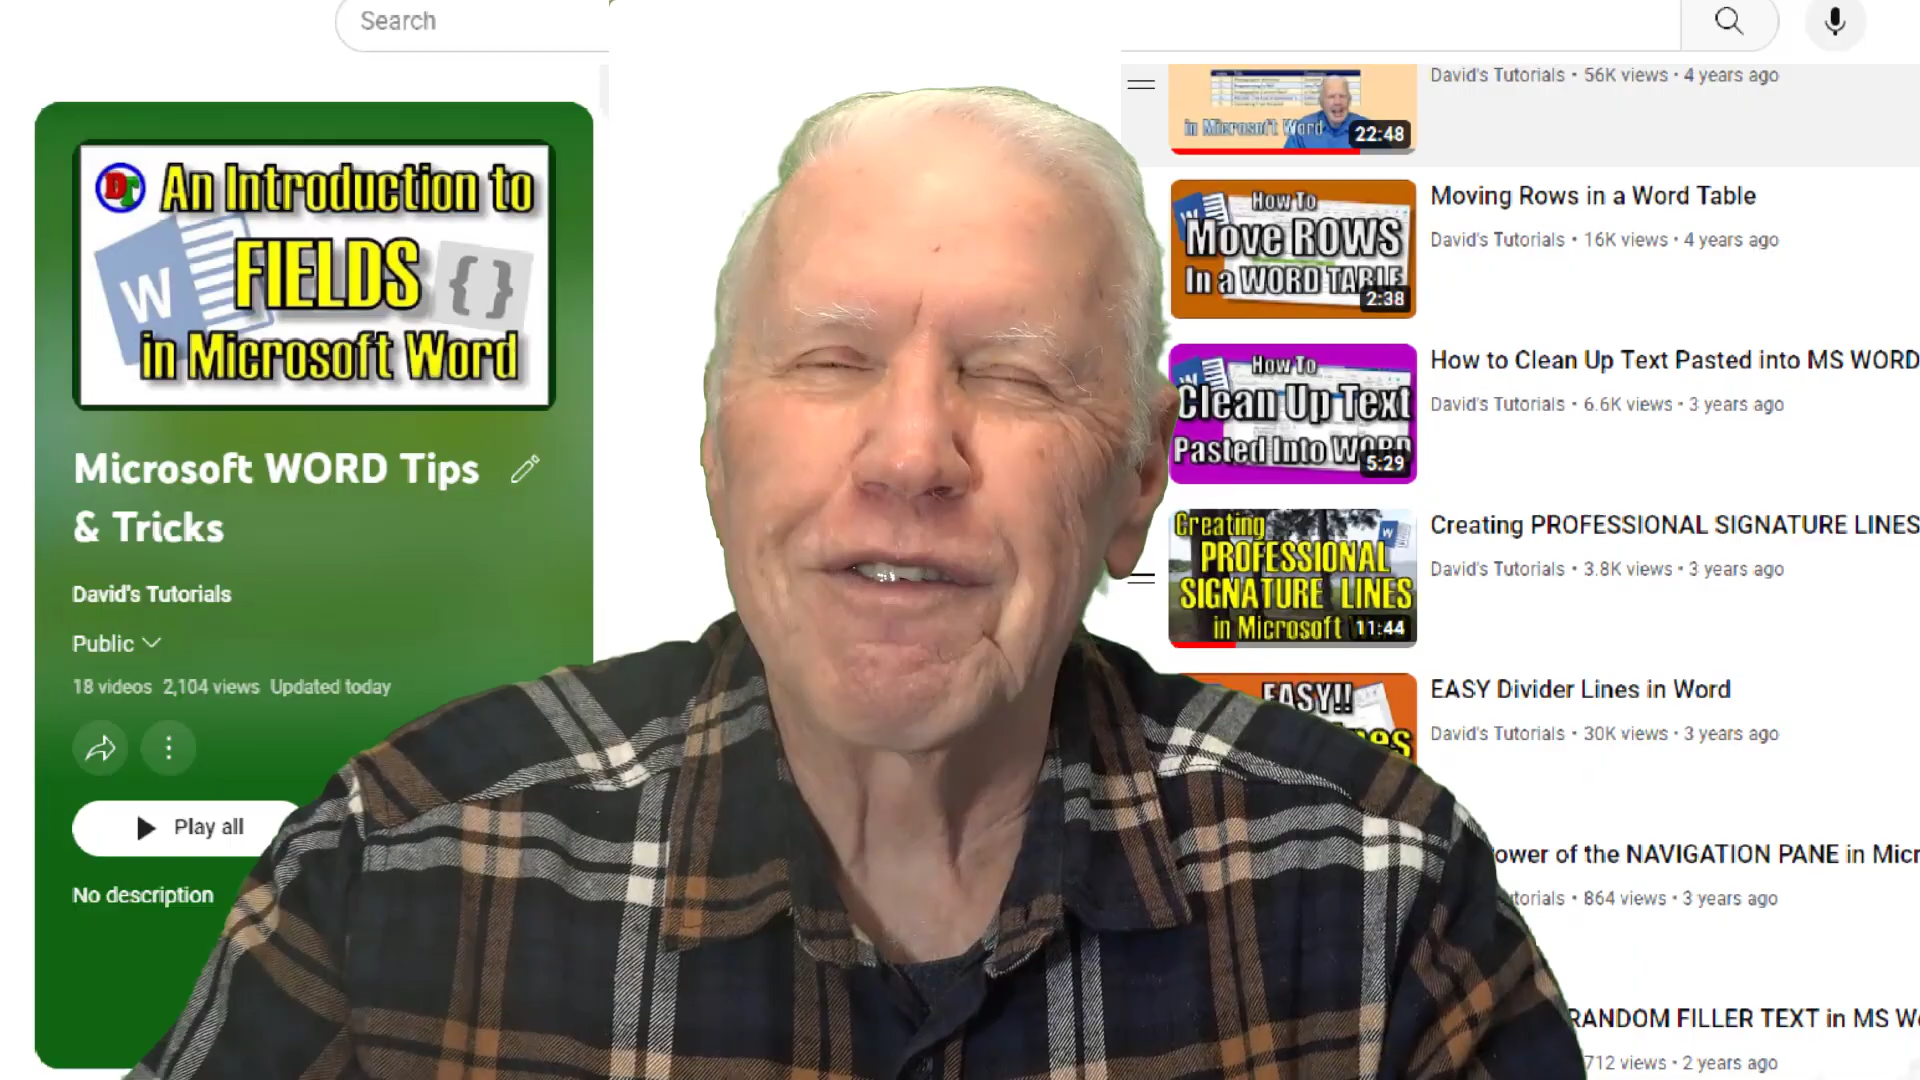 Search
DT An Introduction to
FIELDS { }
W
in Microsoft Word
Microsoft WORD Tips
& Tricks
David's Tutorials
Public
18 videos 2,104 views Updated today
Play all
No description
in Microsoft Word
22:48
David's Tutorials • 56K views • 4 years ago
How To
W
Move ROWS
In a WORD TABLE
2:38
Moving Rows in a Word Table
David's Tutorials • 16K views • 4 years ago
How To
W
Clean Up Text
Pasted Into WORD
5:29
How to Clean Up Text Pasted into MS WORD
David's Tutorials • 6.6K views • 3 years ago
Creating
W
PROFESSIONAL
SIGNATURE LINES
in Microsoft
11:44
Creating PROFESSIONAL SIGNATURE LINES
David's Tutorials • 3.8K views • 3 years ago
EASY!!
EASY Divider Lines in Word
David's Tutorials • 30K views • 3 years ago
ower of the NAVIGATION PANE in Micr
torials • 864 views • 3 years ago
RANDOM FILLER TEXT in MS W
712 views • 2 years ago